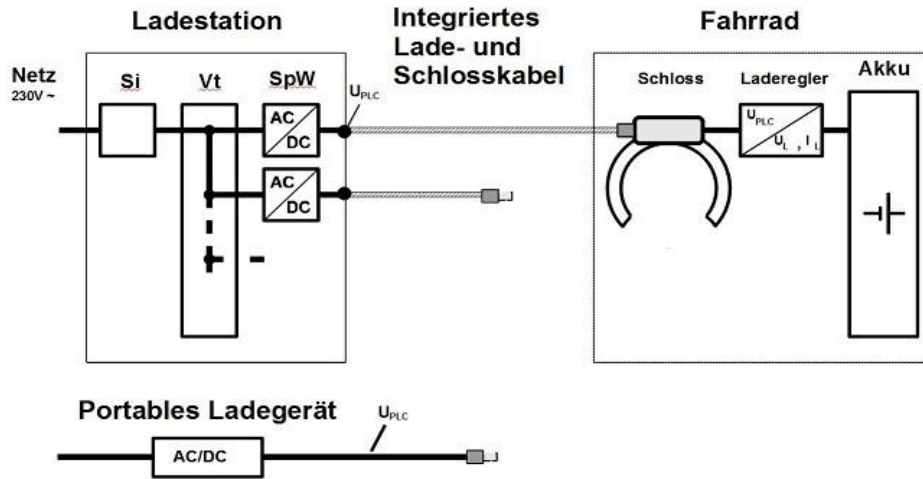 Ladestation
Integriertes
Lade- und
Schlosskabel
Fahrrad
Netz
230V ~
Si
Vt
SpW
UPLC
Schloss
Laderegler
Akku
AC
DC
UPLC
UL , IL
AC
DC
Portables Ladegerät
UPLC
AC/DC